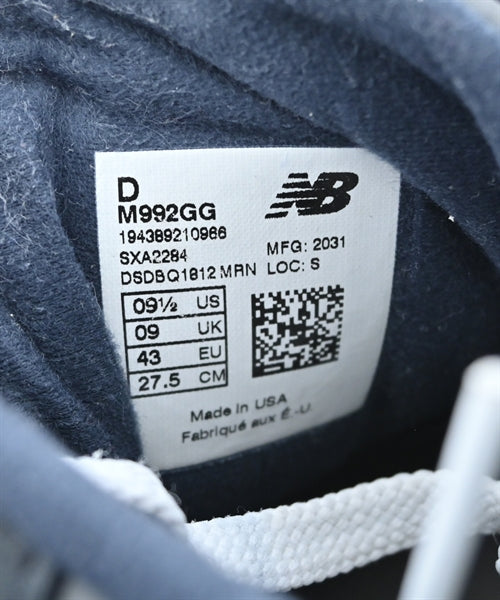 D
M992GG
NB
194389210966
SXA2284
MFG: 2031
DSDBQ1812 MRN LOC: S
09½ US
09 UK
43 EU
27.5 CM
Made in USA
Fabriqué aux É.-U.